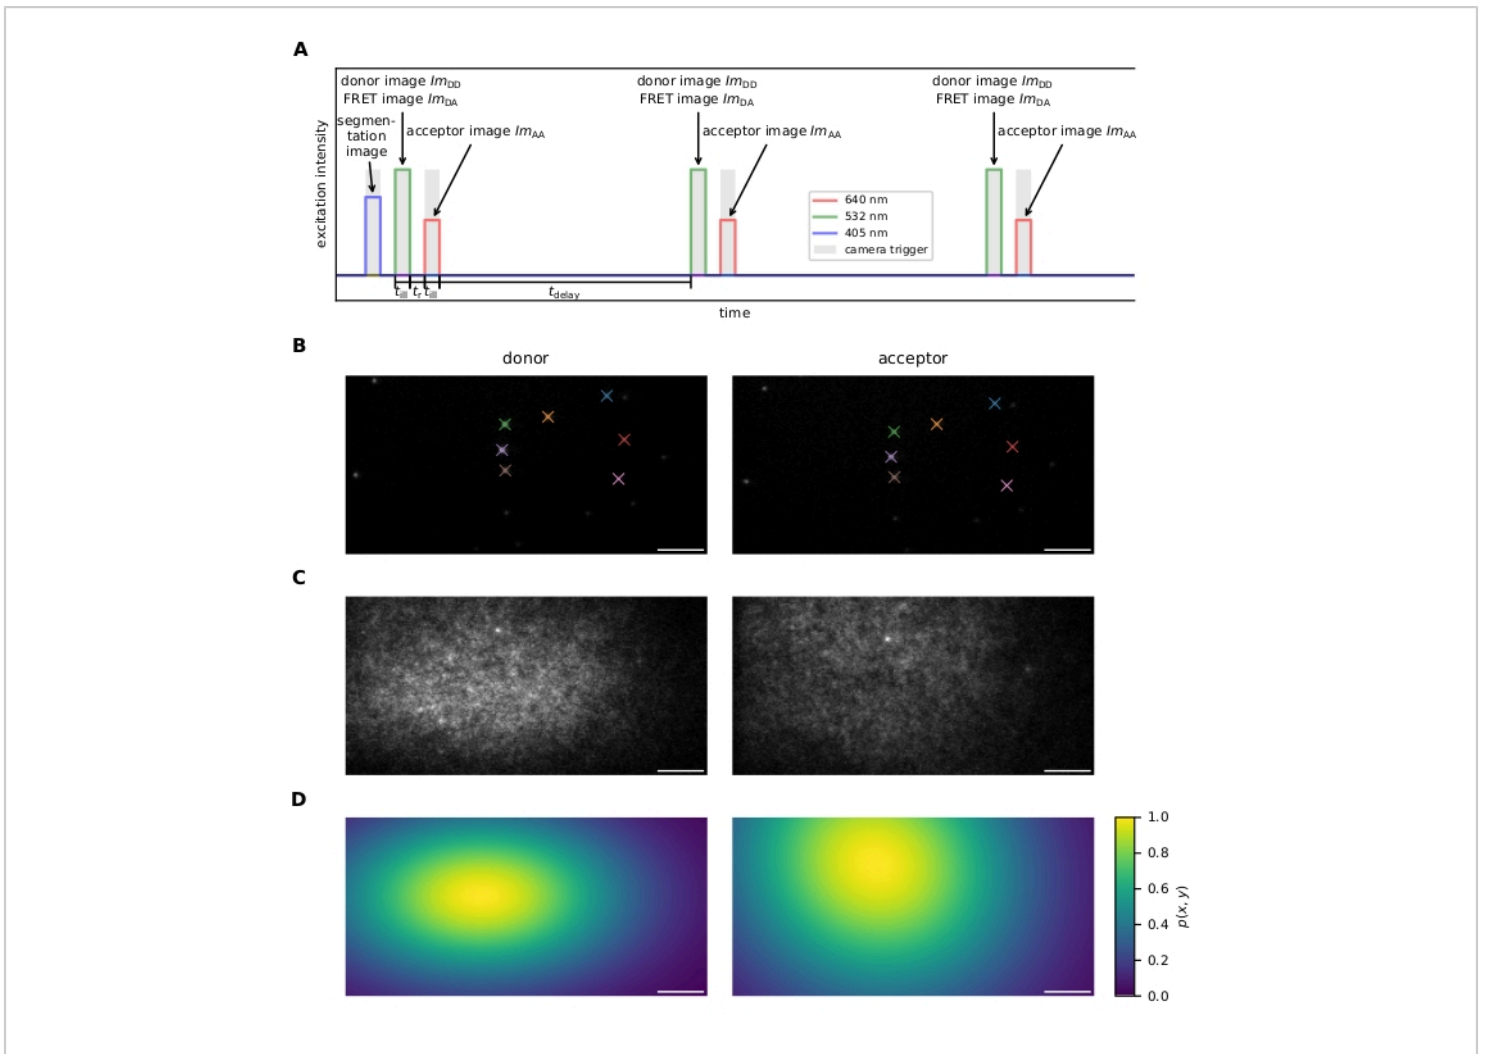 A
donor image Im_DD
FRET image Im_DA
donor image Im_DD
FRET image Im_DA
donor image Im_DD
FRET image Im_DA
segmen-
tation
image
acceptor image Im_AA
acceptor image Im_AA
acceptor image Im_AA
excitation intensity
640 nm
532 nm
405 nm
camera trigger
t_ill t_r t_ill
t_delay
time
B
donor
acceptor
C
D
1.0
0.8
0.6
0.4
0.2
0.0
p(x, y)